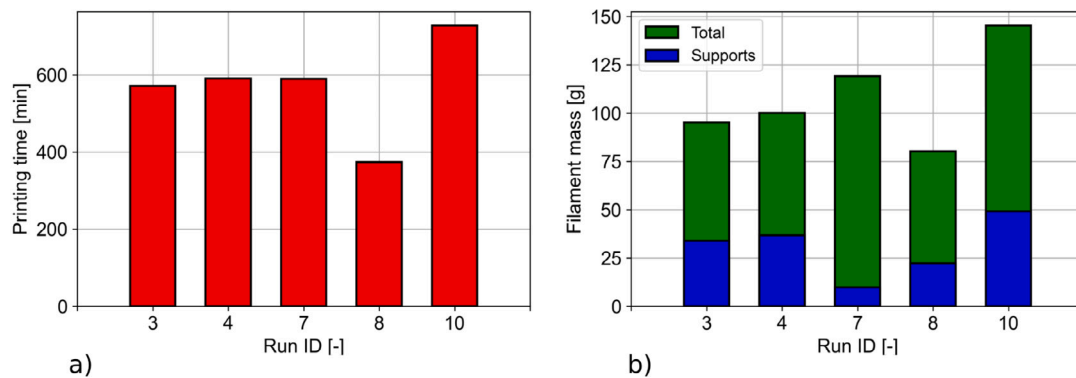 Printing time [min]
600
400
200
0
3 4 7 8 10
Run ID [-]
a)
Filament mass [g]
150
125
100
75
50
25
0
Total
Supports
3 4 7 8 10
Run ID [-]
b)